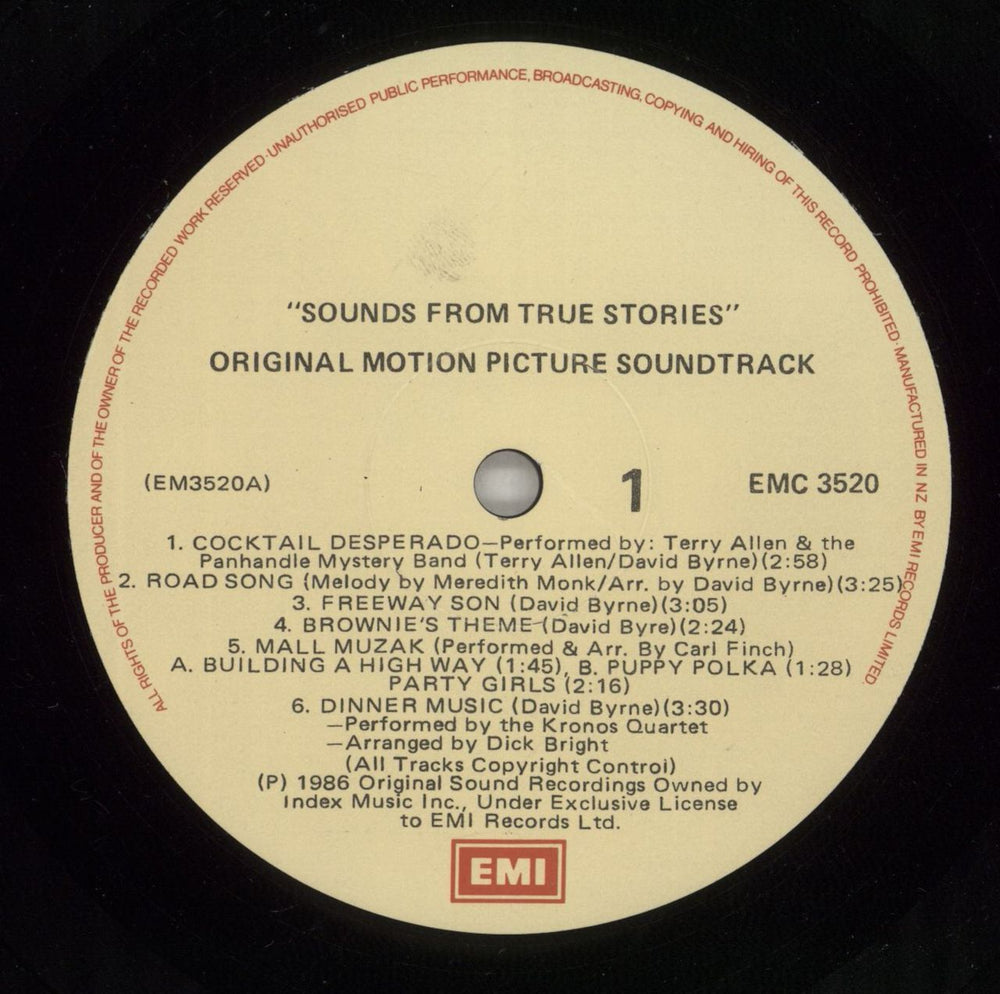 ALL RIGHTS OF THE PRODUCER AND OF THE OWNER OF THE RECORDED WORK RESERVED·UNAUTHORISED PUBLIC PERFORMANCE, BROADCASTING, COPYING AND HIRING OF THIS RECORD PROHIBITED·MANUFACTURED IN NZ BY EMI RECORDS LIMITED.
"SOUNDS FROM TRUE STORIES"
ORIGINAL MOTION PICTURE SOUNDTRACK
(EM3520A) 1 EMC 3520
1. COCKTAIL DESPERADO—Performed by: Terry Allen & the
Panhandle Mystery Band (Terry Allen/David Byrne)(2:58)
2. ROAD SONG (Melody by Meredith Monk/Arr. by David Byrne)(3:25)
3. FREEWAY SON (David Byrne)(3:05)
4. BROWNIE'S THEME (David Byre)(2:24)
5. MALL MUZAK (Performed & Arr. By Carl Finch)
A. BUILDING A HIGH WAY (1:45), B. PUPPY POLKA (1:28)
PARTY GIRLS (2:16)
6. DINNER MUSIC (David Byrne)(3:30)
—Performed by the Kronos Quartet
—Arranged by Dick Bright
(All Tracks Copyright Control)
(P) 1986 Original Sound Recordings Owned by
Index Music Inc., Under Exclusive License
to EMI Records Ltd.
EMI